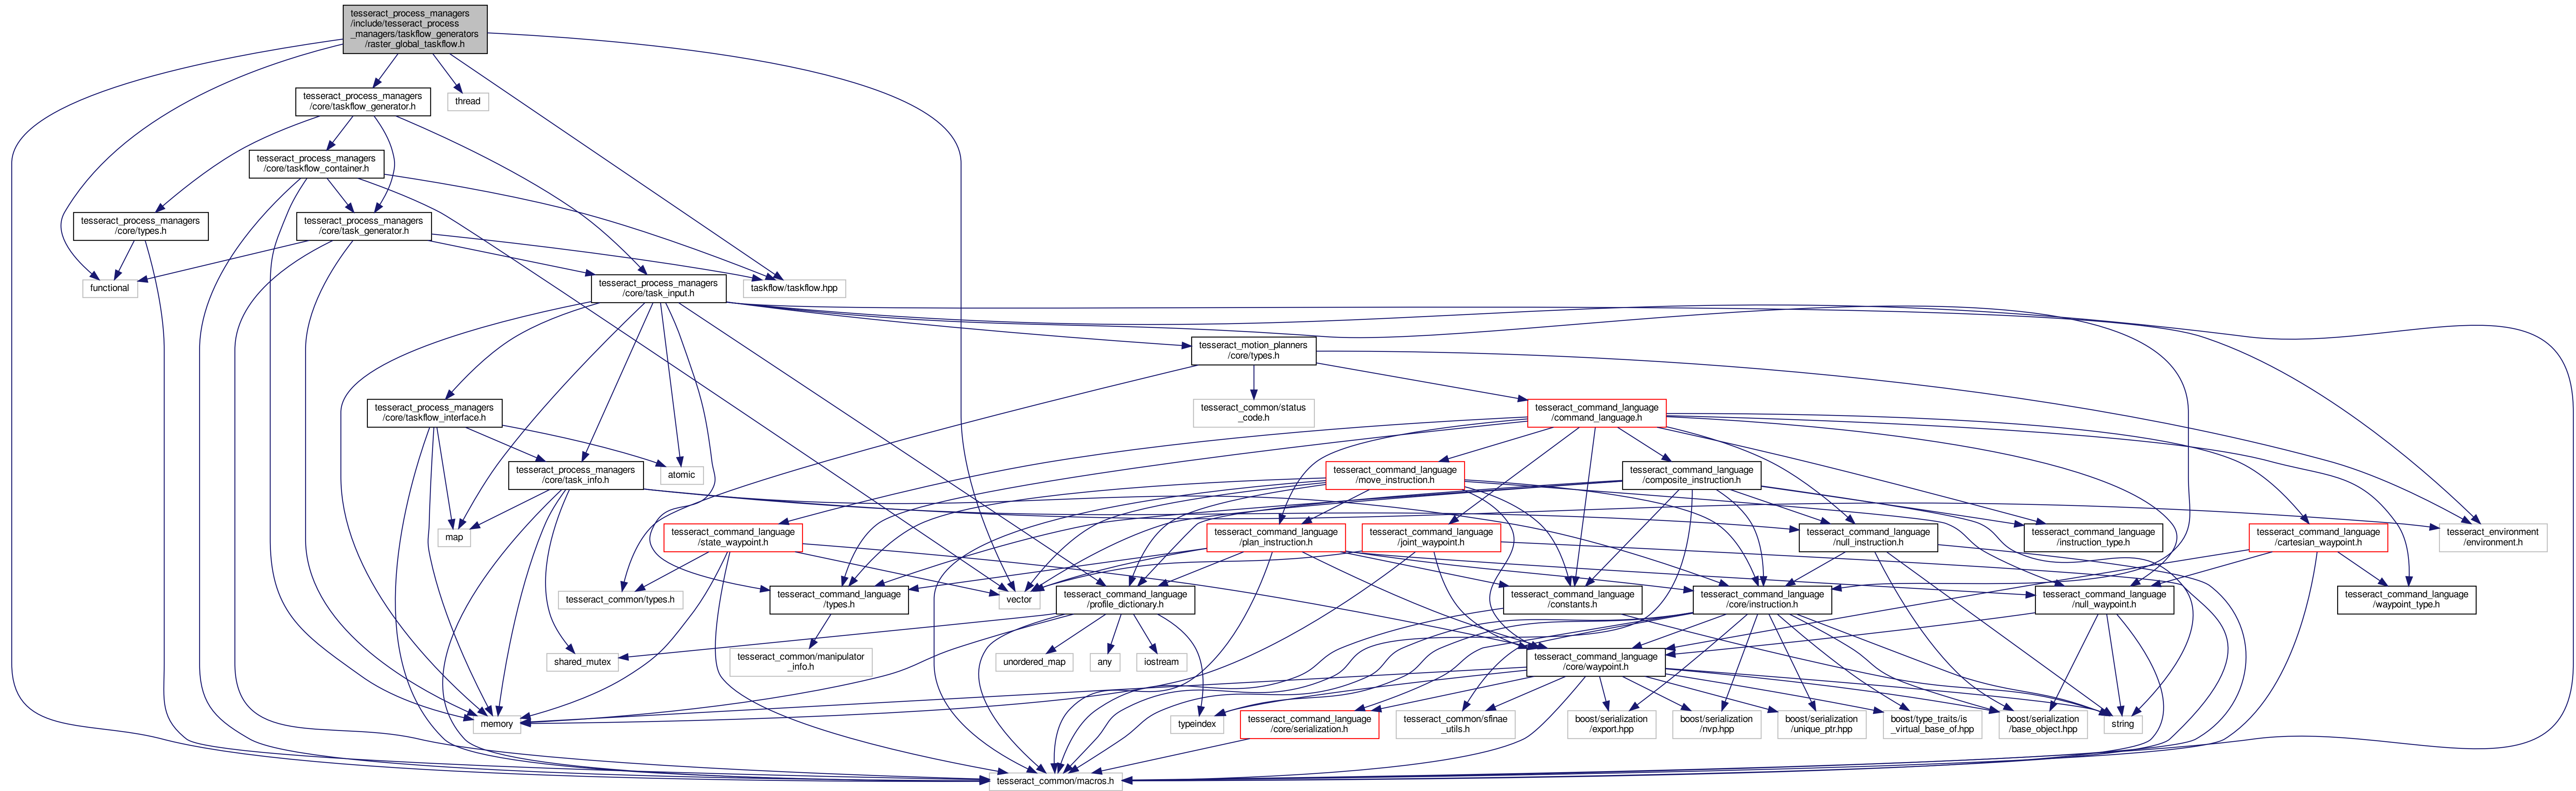 tesseract_process_managers
/include/tesseract_process
_managers/taskflow_generators
/raster_global_taskflow.h
tesseract_process_managers
/core/taskflow_generator.h
thread
tesseract_process_managers
/core/taskflow_container.h
tesseract_process_managers
/core/types.h
tesseract_process_managers
/core/task_generator.h
functional
tesseract_process_managers
/core/task_input.h
taskflow/taskflow.hpp
tesseract_motion_planners
/core/types.h
tesseract_process_managers
/core/taskflow_interface.h
tesseract_common/status
_code.h
tesseract_command_language
/command_language.h
tesseract_process_managers
/core/task_info.h
atomic
tesseract_command_language
/move_instruction.h
tesseract_command_language
/composite_instruction.h
map
tesseract_command_language
/state_waypoint.h
tesseract_command_language
/plan_instruction.h
tesseract_command_language
/joint_waypoint.h
tesseract_command_language
/null_instruction.h
tesseract_command_language
/instruction_type.h
tesseract_command_language
/cartesian_waypoint.h
tesseract_environment
/environment.h
tesseract_common/types.h
tesseract_command_language
/types.h
vector
tesseract_command_language
/profile_dictionary.h
tesseract_command_language
/constants.h
tesseract_command_language
/core/instruction.h
tesseract_command_language
/null_waypoint.h
tesseract_command_language
/waypoint_type.h
shared_mutex
tesseract_common/manipulator
_info.h
unordered_map
any
iostream
tesseract_command_language
/core/waypoint.h
memory
typeindex
tesseract_command_language
/core/serialization.h
tesseract_common/sfinae
_utils.h
boost/serialization
/export.hpp
boost/serialization
/nvp.hpp
boost/serialization
/unique_ptr.hpp
boost/type_traits/is
_virtual_base_of.hpp
boost/serialization
/base_object.hpp
string
tesseract_common/macros.h